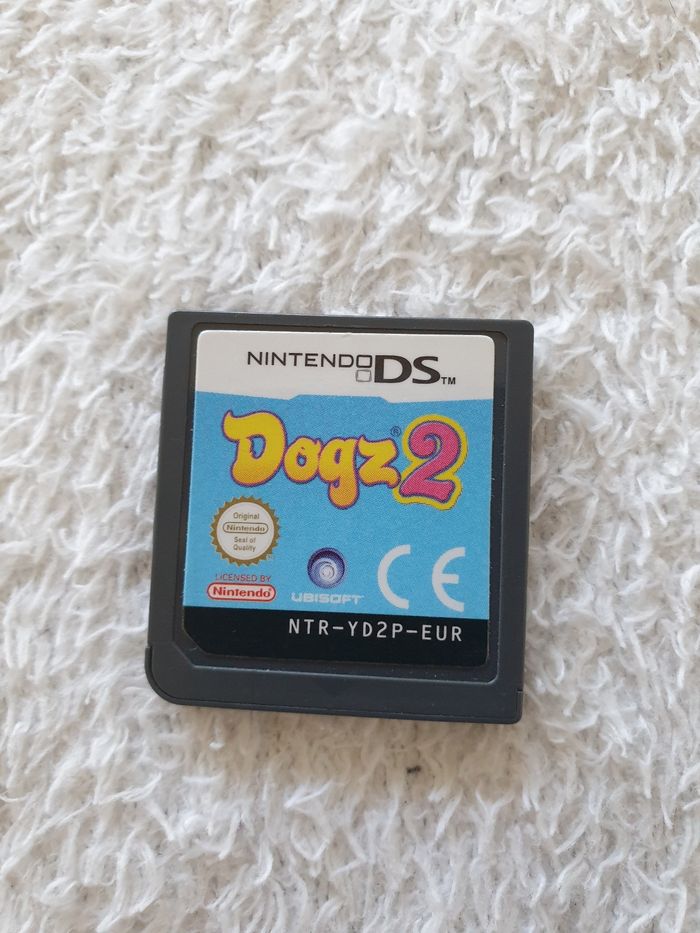 NINTENDO DS™
Dogz® 2
Original
Nintendo
Seal of
Quality
LICENSED BY
Nintendo
UBISOFT
CE
NTR-YD2P-EUR